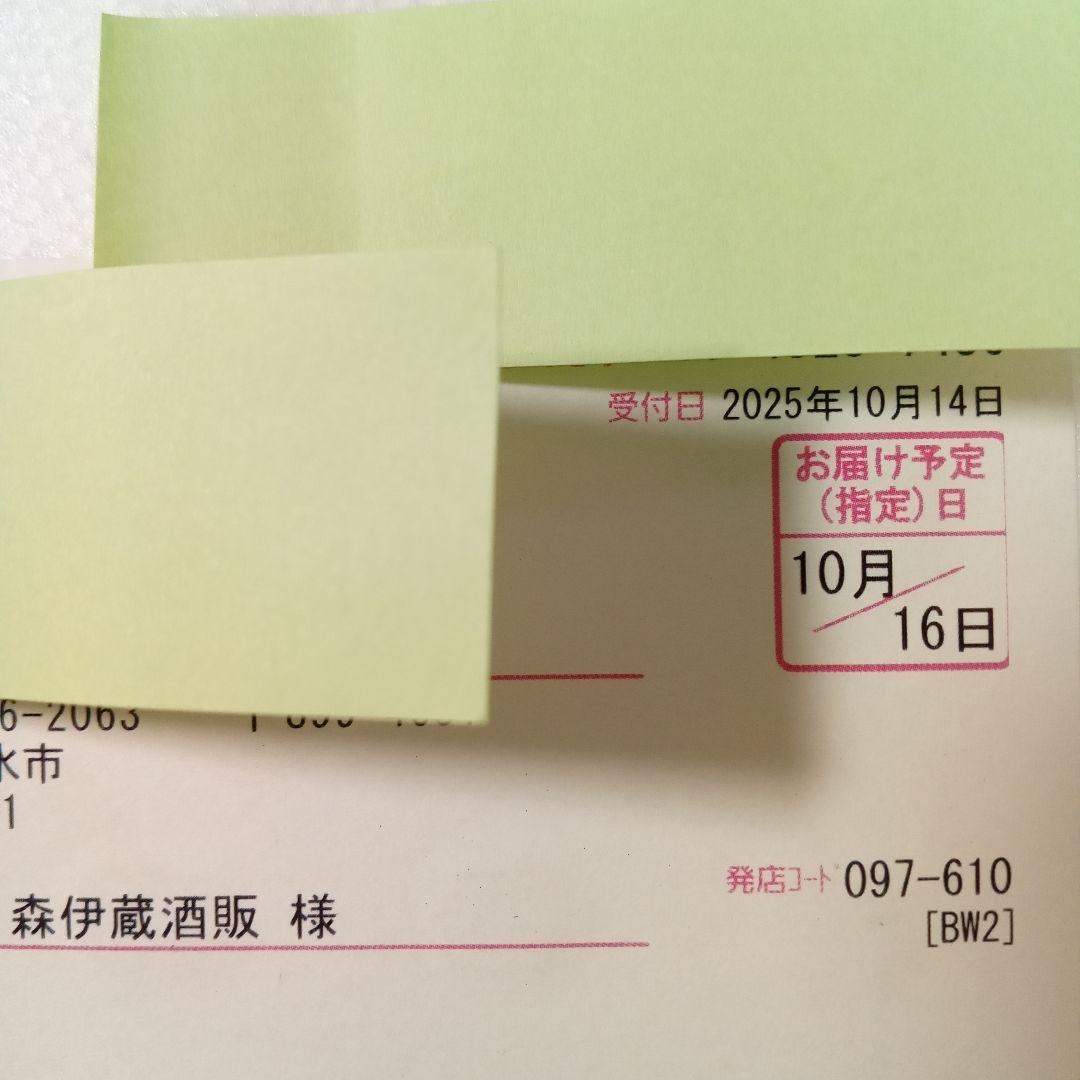 受付日 2025年10月14日
お届け予定
(指定)日
10月
16日
6-2063
水市
1
発店コード 097-610
森伊蔵酒販 様
[BW2]